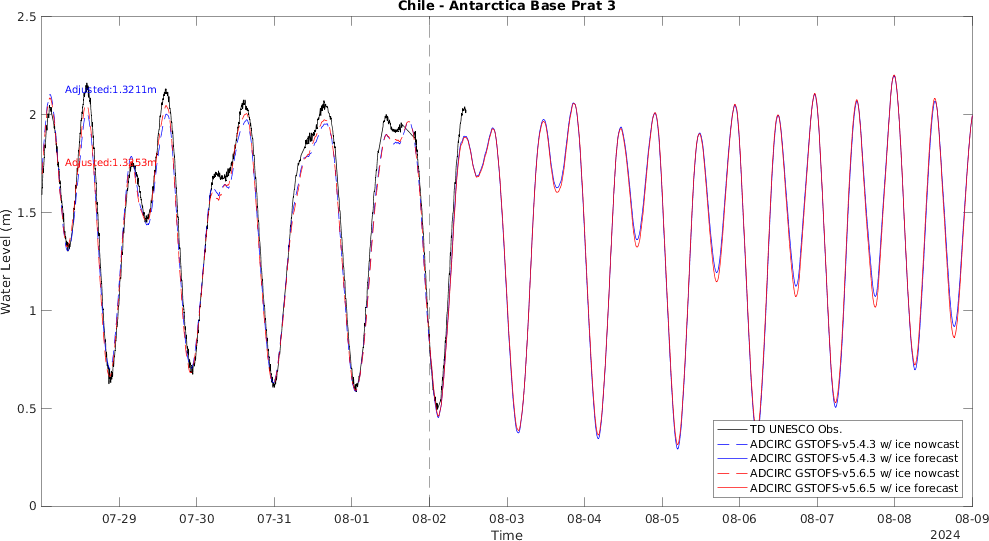 Chile - Antarctica Base Prat 3
2.5
2
1.5
1
0.5
0
Water Level (m)
Adjusted:1.3211m
07-29
07-30
07-31
08-01
08-02
08-03
08-04
08-05
08-06
08-07
08-08
08-09
Time
2024
TD UNESCO Obs.
ADCIRC GSTOFS-v5.4.3 w/ ice nowcast
ADCIRC GSTOFS-v5.4.3 w/ ice forecast
ADCIRC GSTOFS-v5.6.5 w/ ice nowcast
ADCIRC GSTOFS-v5.6.5 w/ ice forecast